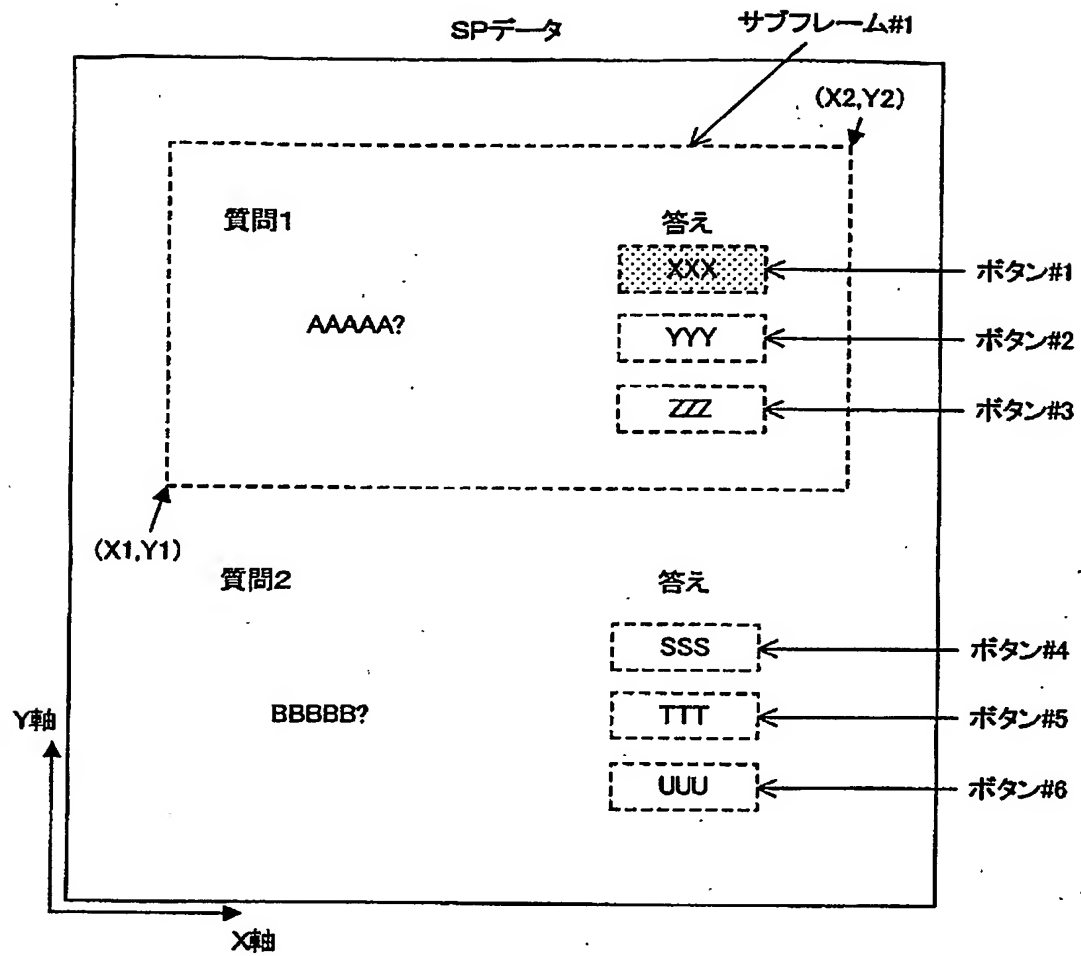 SPデータ
サブフレーム#1
(X2,Y2)
質問1
答え
XXX
ボタン#1
AAAAA?
YYY
ボタン#2
ZZZ
ボタン#3
(X1,Y1)
質問2
答え
SSS
ボタン#4
BBBBB?
TTT
ボタン#5
UUU
ボタン#6
Y軸
X軸